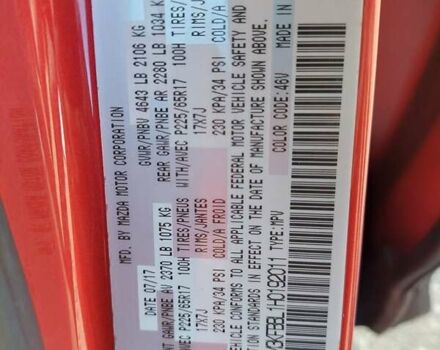 MFD. BY: MAZDA MOTOR CORPORATION
07/17 GVWR/PNBV 4643 LB 2106 KG
GAWR/PNBE AV 2370 LB 1075 KG REAR GAWR/PNBE AR 2280 LB 1034 K
100H TIRES/PNEUS WITH/AVEC P225/65R17 100H TIRES/
WITH/AVEC P225/65R17 RIMS/JANTES 17X7J RIMS/J
17X7J COLD/A FROID 230 KPA/34 PSI COLD/A
230 KPA/34 PSI
VEHICLE CONFORMS TO ALL APPLICABLE FEDERAL MOTOR VEHICLE SAFETY AND
STANDARDS IN EFFECT ON THE DATE OF MANUFACTURE SHOWN ABOVE.
3KFBBL1H0192011 TYPE:MPV COLOR CODE:46V MADE IN